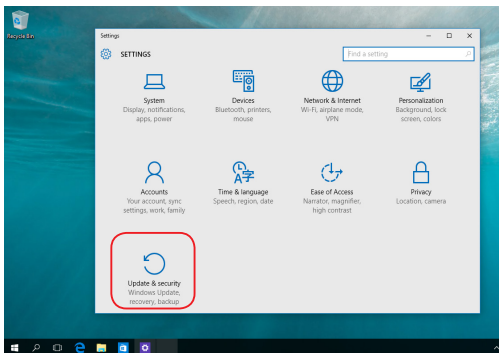 Recycle Bin
Settings
SETTINGS
Find a setting
System
Display, notifications,
apps, power
Devices
Bluetooth, printers,
mouse
Network & Internet
Wi-Fi, airplane mode,
VPN
Personalization
Background, lock
screen, colors
Accounts
Your account, sync
settings, work, family
Time & language
Speech, region, date
Ease of Access
Narrator, magnifier,
high contrast
Privacy
Location, camera
Update & security
Windows Update,
recovery, backup